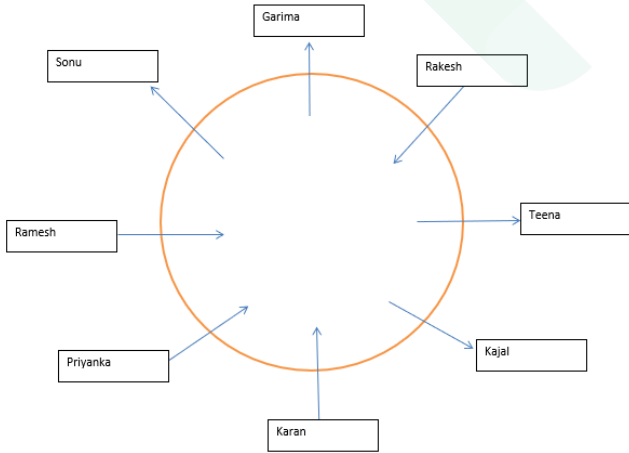 Garima
Sonu
Rakesh
Teena
Ramesh
Kajal
Priyanka
Karan